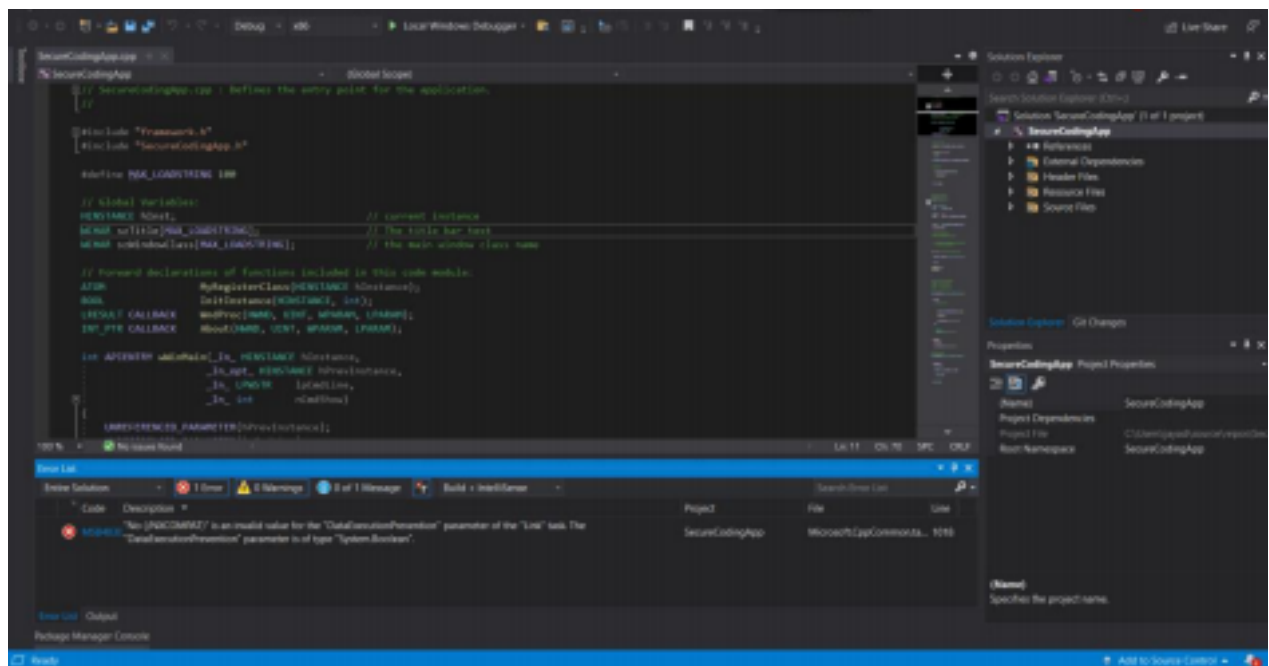 Debug x86 Local Windows Debugger Live Share
SecureCodingApp.cpp
SecureCodingApp (Global Scope)
// SecureCodingApp.cpp : Defines the entry point for the application.
//
#include "framework.h"
#include "SecureCodingApp.h"
#define MAX_LOADSTRING 100
// Global Variables:
HINSTANCE hInst; // current instance
WCHAR szTitle[MAX_LOADSTRING]; // The title bar text
WCHAR szWindowClass[MAX_LOADSTRING]; // the main window class name
// Forward declarations of functions included in this code module:
ATOM MyRegisterClass(HINSTANCE hInstance);
BOOL InitInstance(HINSTANCE, int);
LRESULT CALLBACK WndProc(HWND, UINT, WPARAM, LPARAM);
INT_PTR CALLBACK About(HWND, UINT, WPARAM, LPARAM);
int APIENTRY wWinMain(_In_ HINSTANCE hInstance,
_In_opt_ HINSTANCE hPrevInstance,
_In_ LPWSTR lpCmdLine,
_In_ int nCmdShow)
{
UNREFERENCED_PARAMETER(hPrevInstance);
100 % No issues found Ln: 11 Ch: 70 SPC CRLF
Error List
Entire Solution 1 Error 0 Warnings 0 of 1 Message Build + IntelliSense Search Error List
Code Description Project File Line
"No (/NXCOMPAT:NO)" is an invalid value for the "DataExecutionPrevention" parameter of the "Link" task. The
"DataExecutionPrevention" parameter is of type "System.Boolean". SecureCodingApp Microsoft.CppCommon.ta... 1010
Error List Output
Package Manager Console
Ready Add to Source Control
Solution Explorer
Search Solution Explorer (Ctrl+;)
Solution 'SecureCodingApp' (1 of 1 project)
SecureCodingApp
References
External Dependencies
Header Files
Resource Files
Source Files
Solution Explorer Git Changes
Properties
SecureCodingApp Project Properties
(Name) SecureCodingApp
Project Dependencies
Project File
Root Namespace SecureCodingApp
(Name)
Specifies the project name.
Toolbox